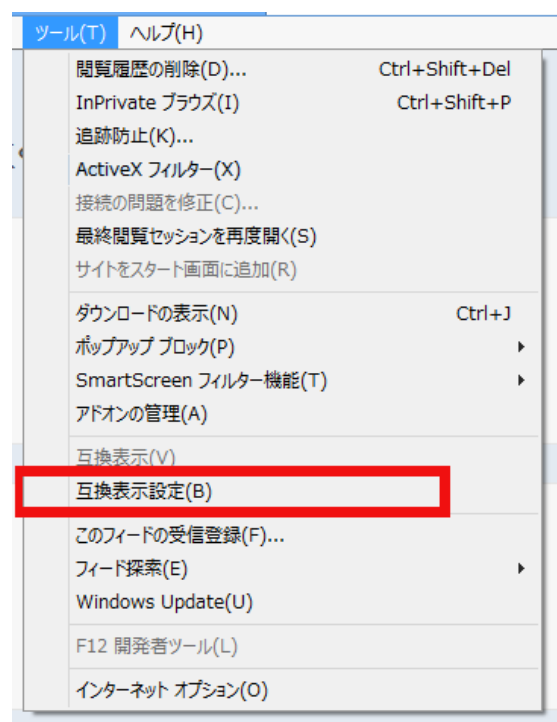 ツール(T) ヘルプ(H)
閲覧履歴の削除(D)... Ctrl+Shift+Del
InPrivate ブラウズ(I) Ctrl+Shift+P
追跡防止(K)...
ActiveX フィルター(X)
接続の問題を修正(C)...
最終閲覧セッションを再度開く(S)
サイトをスタート画面に追加(R)
ダウンロードの表示(N) Ctrl+J
ポップアップ ブロック(P)
SmartScreen フィルター機能(T)
アドオンの管理(A)
互換表示(V)
互換表示設定(B)
このフィードの受信登録(F)...
フィード探索(E)
Windows Update(U)
F12 開発者ツール(L)
インターネット オプション(O)